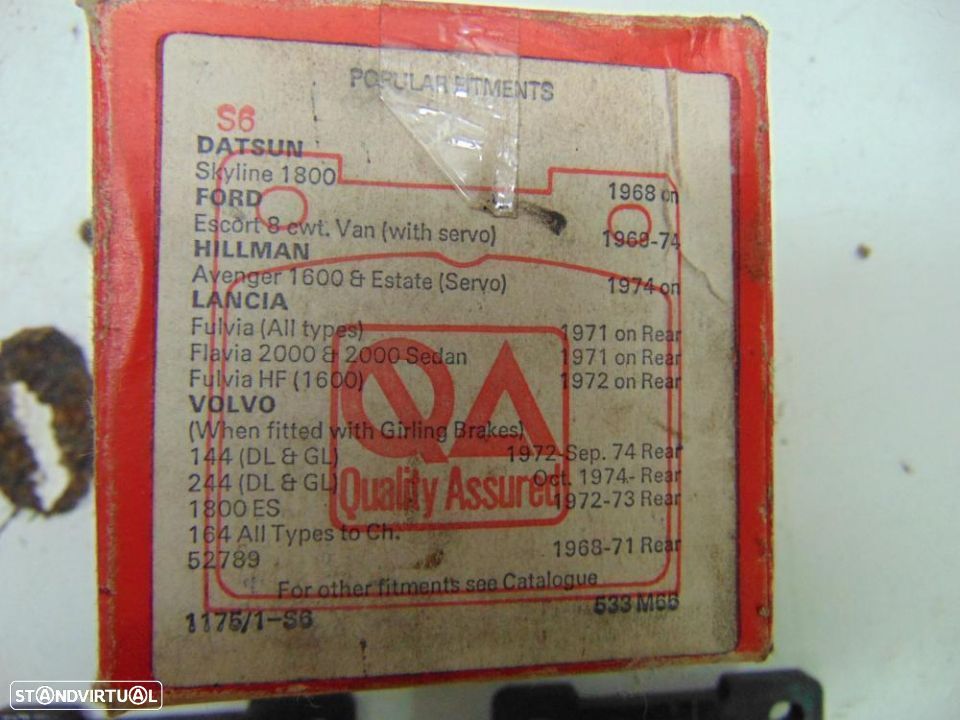 POPULAR FITMENTS
S6
DATSUN
Skyline 1800 1968 on
FORD
Escort 8 cwt. Van (with servo) 1968-74
HILLMAN
Avenger 1600 & Estate (Servo) 1974 on
LANCIA
Fulvia (All types) 1971 on Rear
Flavia 2000 & 2000 Sedan 1971 on Rear
Fulvia HF (1600) 1972 on Rear
VOLVO
(When fitted with Girling Brakes)
144 (DL & GL) 1972-Sep. 74 Rear
244 (DL & GL) Oct. 1974- Rear
1800 ES 1972-73 Rear
164 All Types to Ch.
52789 1968-71 Rear
QA
Quality Assured
For other fitments see Catalogue
1175/1-S6 533 M55
STANDVIRTUAL